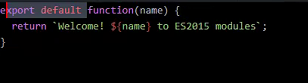 export default function(name) {
  return `Welcome! ${name} to ES2015 modules`;
}